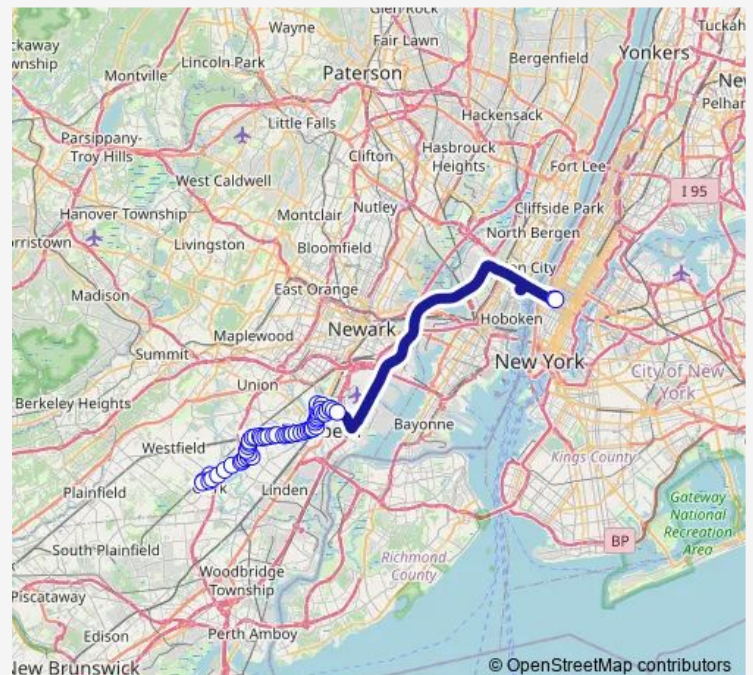 Glen Rock
Tuckah
ckaway
wnship
Wayne
Fair Lawn
Lincoln Park
Bergenfield
Yonkers
Montville
Paterson
New
Pelhar
Hackensack
Little Falls
Parsippany-
Troy Hills
Hasbrouck
Heights
Clifton
Fort Lee
West Caldwell
I 95
Nutley
Cliffside Park
Hanover Township
Montclair
North Bergen
rristown
Livingston
Bloomfield
on City
East Orange
Madison
Hoboken
Newark
Maplewood
New York
Summit
City of New
York
Union
Berkeley Heights
Bayonne
Westfield
Kings County
Plainfield
Linden
Gateway
National
Recreation
Area
BP
South Plainfield
Richmond
County
Woodbridge
Township
Piscataway
Perth Amboy
Edison
New Brunswick
© OpenStreetMap contributors